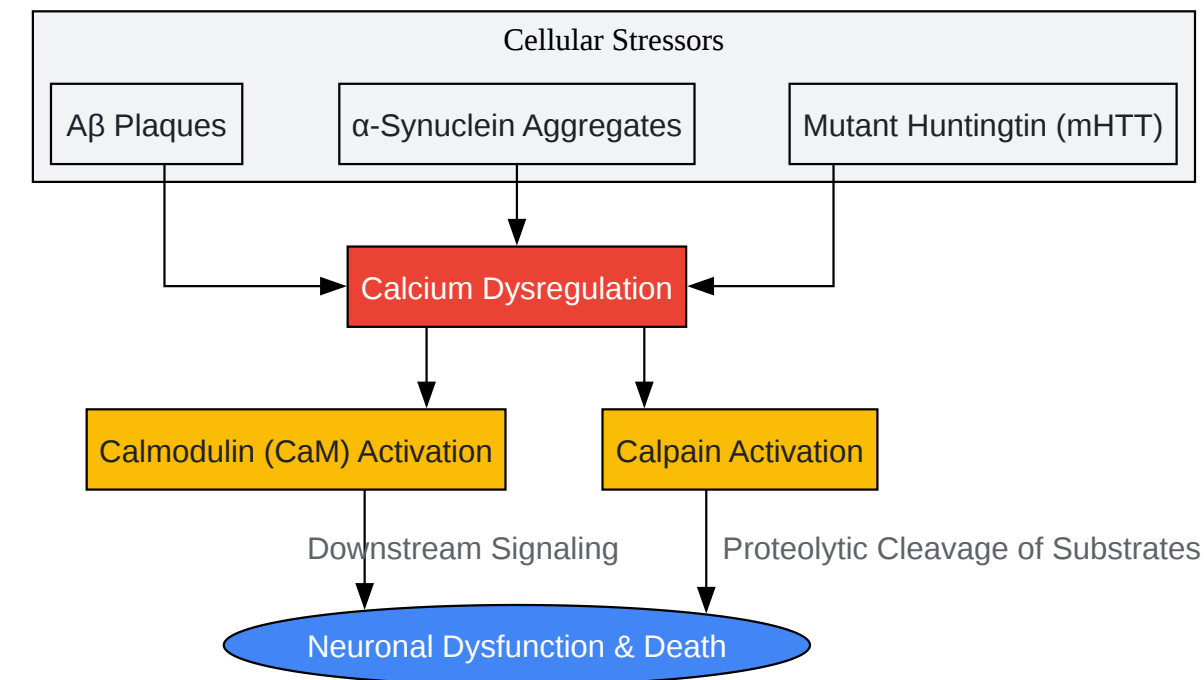 Cellular Stressors
Aβ Plaques
α-Synuclein Aggregates
Mutant Huntingtin (mHTT)
Calcium Dysregulation
Calmodulin (CaM) Activation
Calpain Activation
Downstream Signaling
Proteolytic Cleavage of Substrates
Neuronal Dysfunction & Death